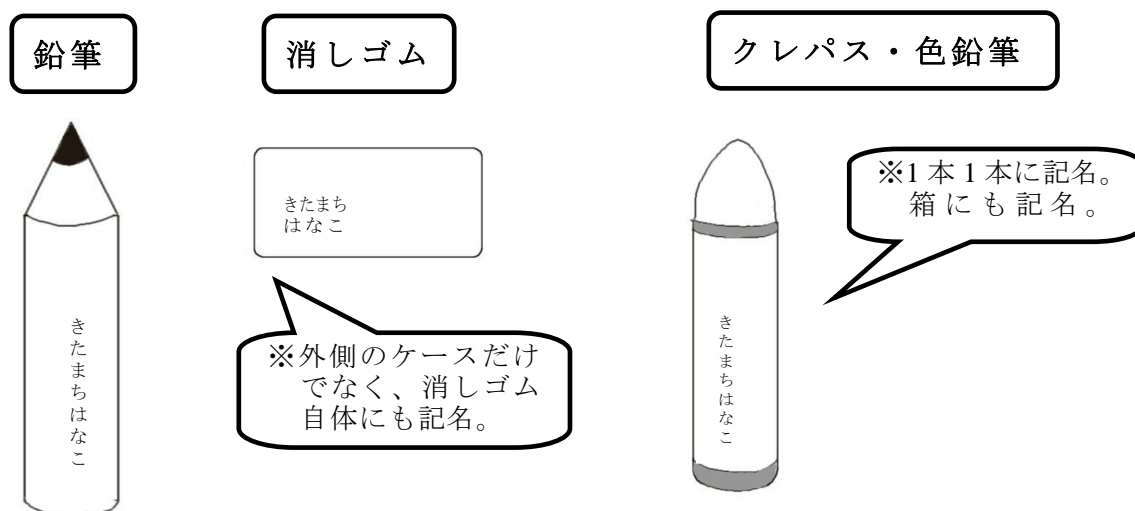 鉛筆
消しゴム
クレパス・色鉛筆
きたまちはなこ
きたまち
はなこ
※外側のケースだけ
でなく、消しゴム
自体にも記名。
きたまちはなこ
※1本1本に記名。
箱にも記名。